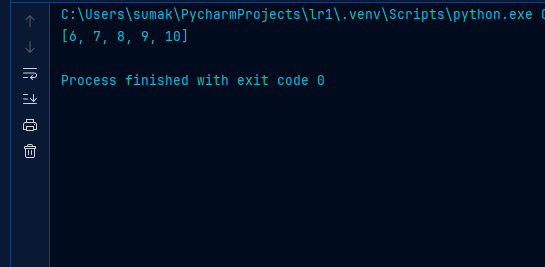 C:\Users\sumak\PycharmProjects\lr1\.venv\Scripts\python.exe
[6, 7, 8, 9, 10]
Process finished with exit code 0